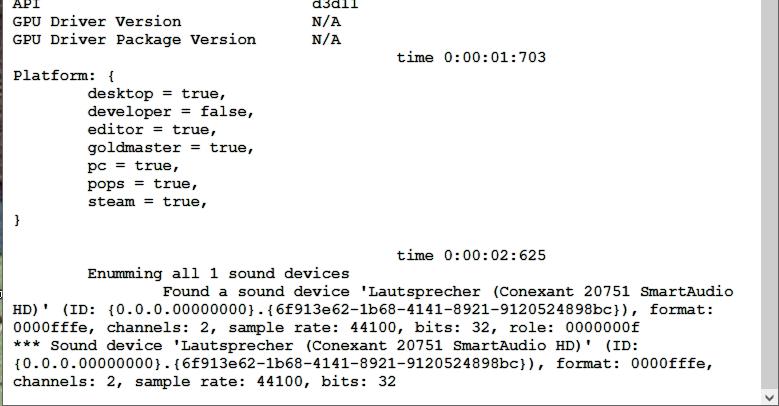 API d3d11
GPU Driver Version N/A
GPU Driver Package Version N/A
time 0:00:01:703
Platform: {
desktop = true,
developer = false,
editor = true,
goldmaster = true,
pc = true,
pops = true,
steam = true,
}
time 0:00:02:625
Enumming all 1 sound devices
Found a sound device 'Lautsprecher (Conexant 20751 SmartAudio
HD)' (ID: {0.0.0.00000000}.{6f913e62-1b68-4141-8921-9120524898bc}), format:
0000fffe, channels: 2, sample rate: 44100, bits: 32, role: 0000000f
*** Sound device 'Lautsprecher (Conexant 20751 SmartAudio HD)' (ID:
{0.0.0.00000000}.{6f913e62-1b68-4141-8921-9120524898bc}), format: 0000fffe,
channels: 2, sample rate: 44100, bits: 32